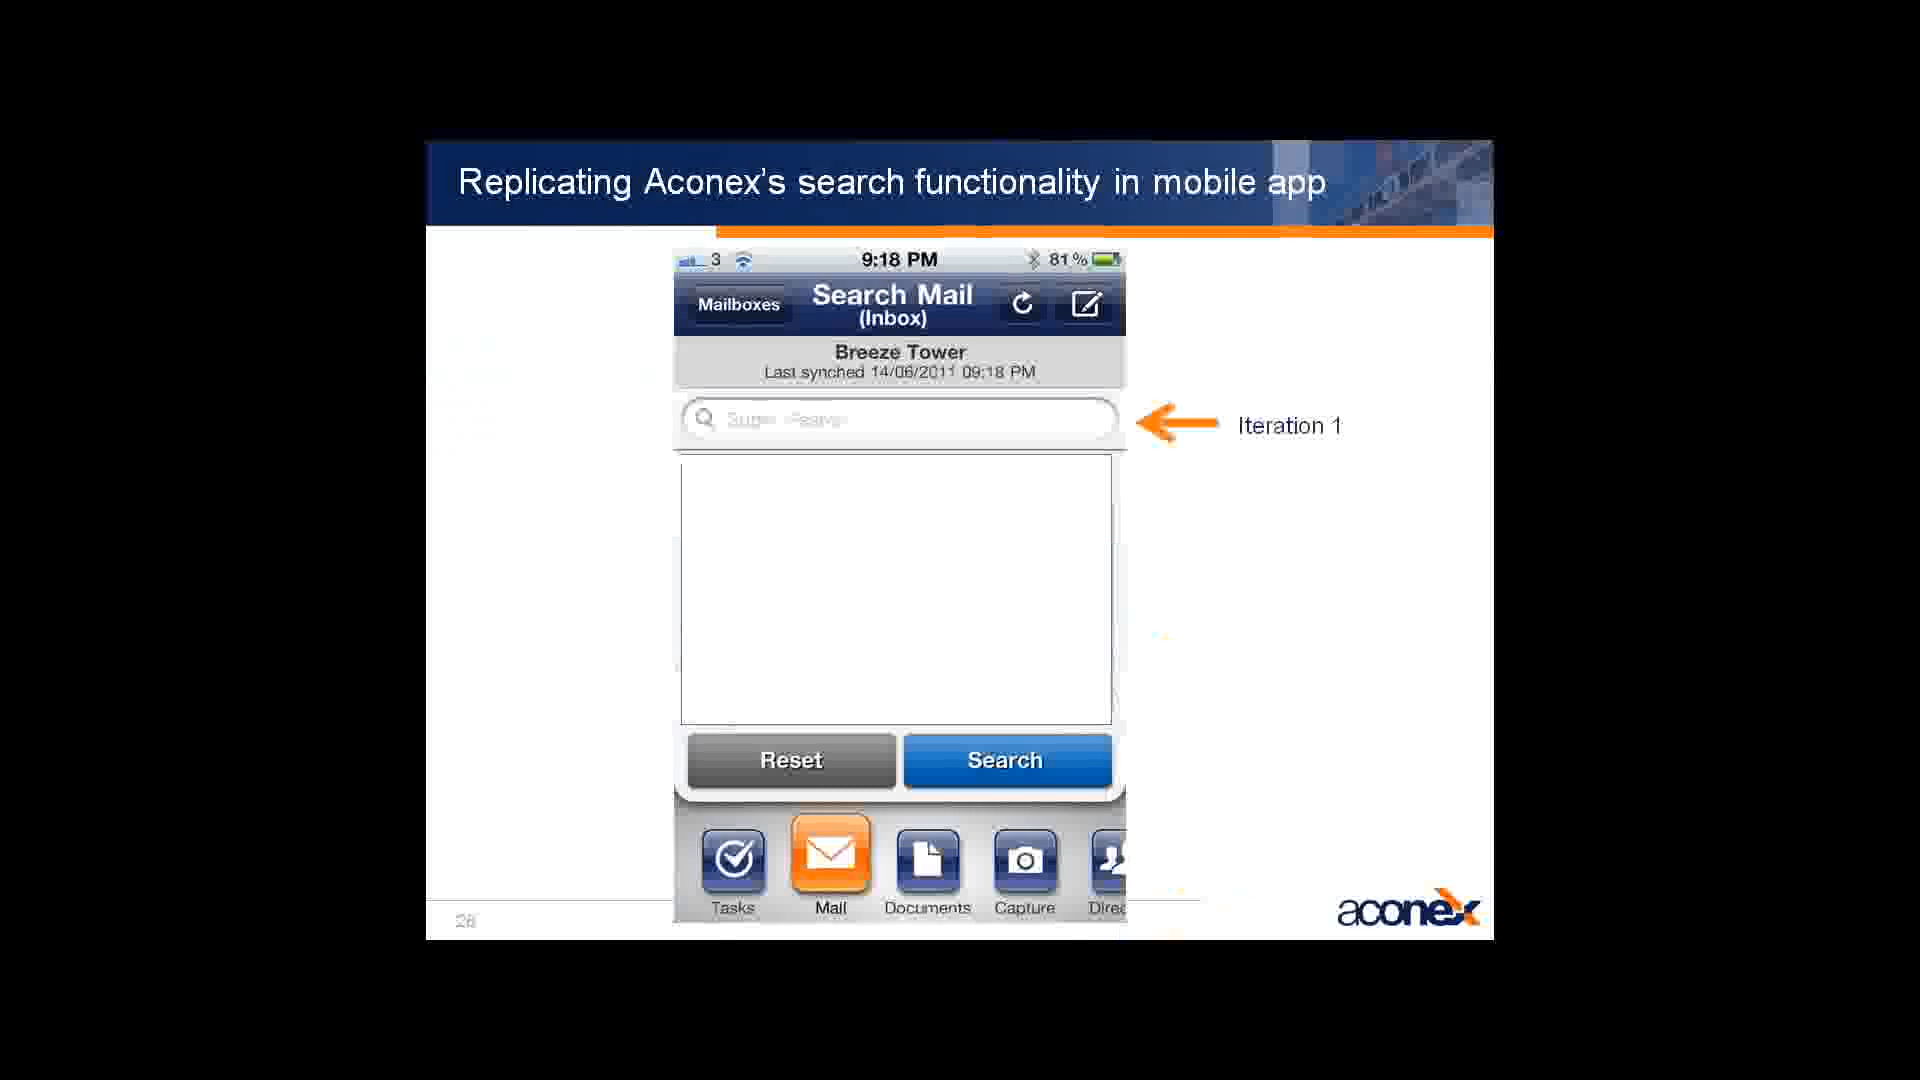 Replicating Aconex's search functionality in mobile app
3 9:18 PM 81%
Mailboxes Search Mail
(Inbox)
Breeze Tower
Last synched 14/06/2011 09:18 PM
Iteration 1
Reset Search
Tasks Mail Documents Capture Direc
aconex